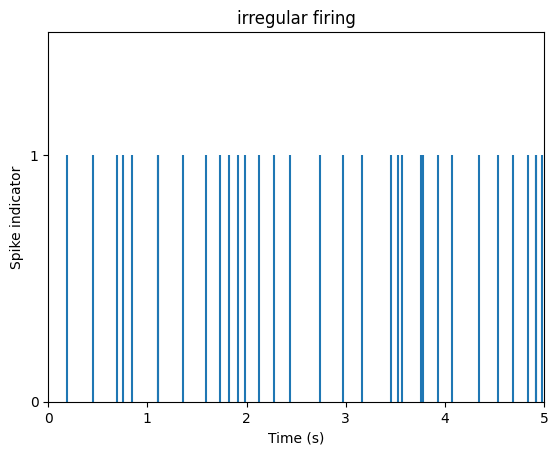 irregular firing
1
Spike indicator
0
0 1 2 3 4 5
Time (s)